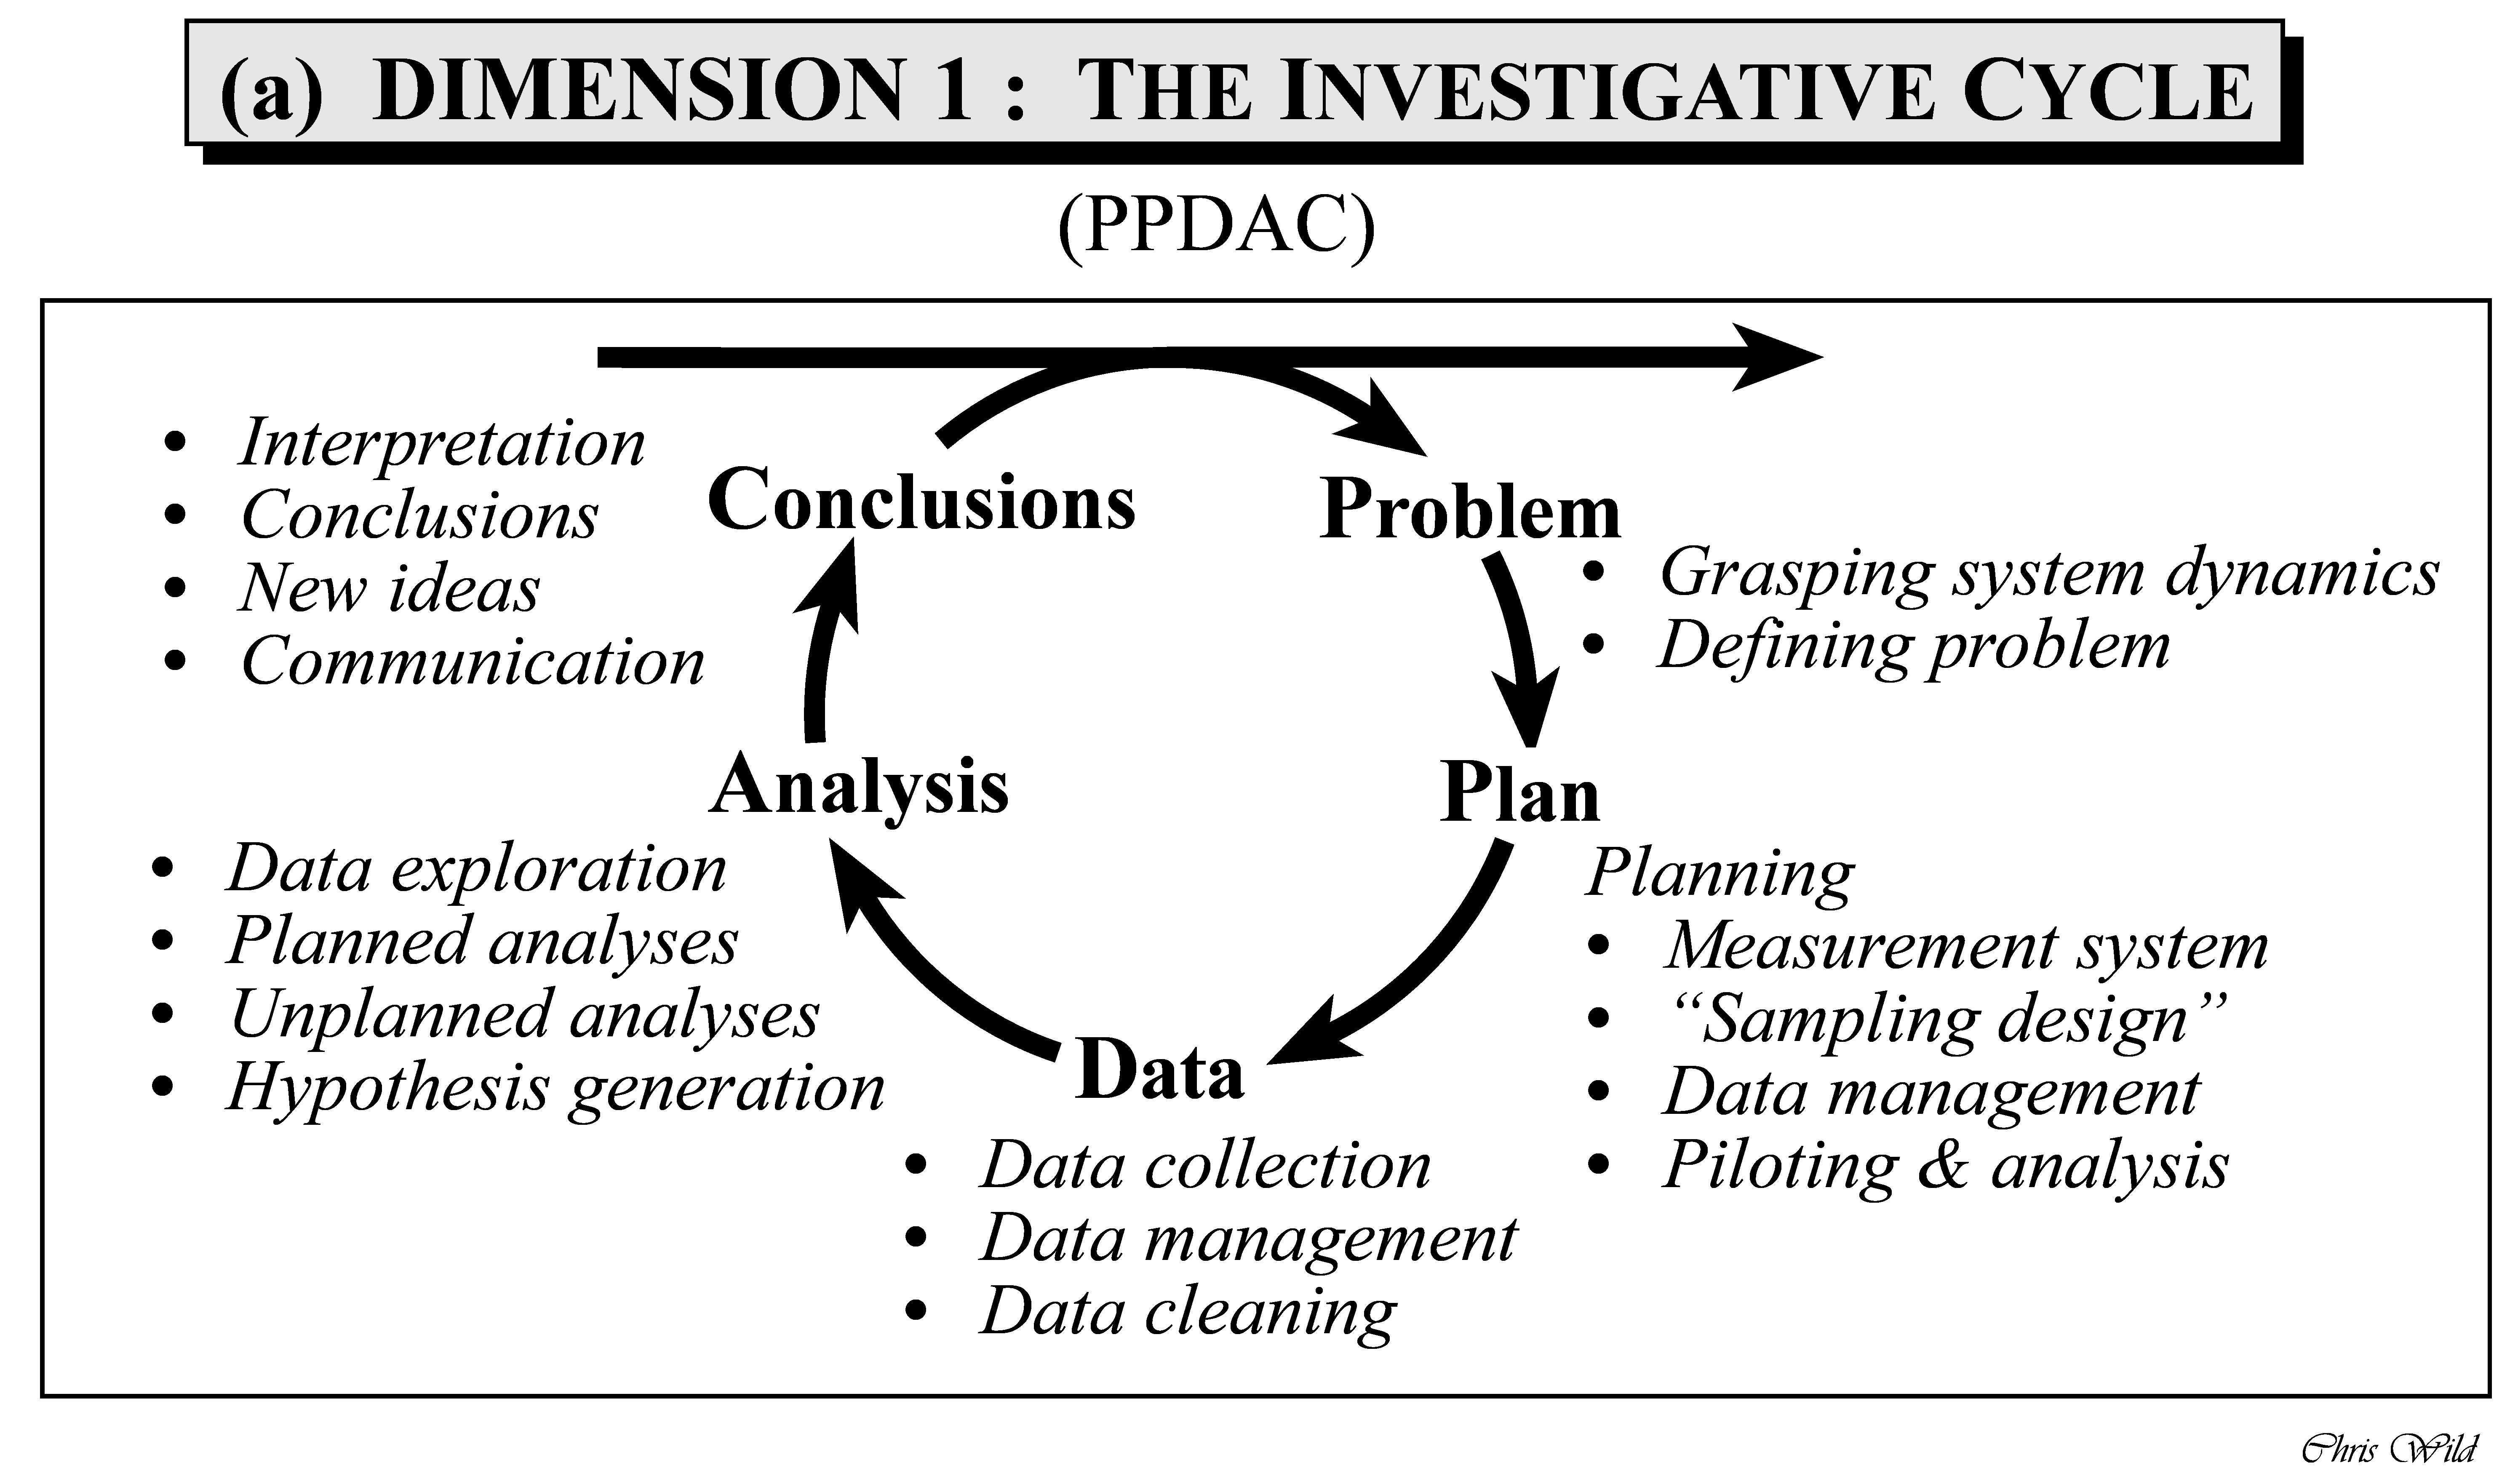 (a) DIMENSION 1 : THE INVESTIGATIVE CYCLE
(PPDAC)
• Interpretation
• Conclusions
• New ideas
• Communication
Conclusions
Problem
• Grasping system dynamics
• Defining problem
Analysis
Plan
• Data exploration
• Planned analyses
• Unplanned analyses
• Hypothesis generation
Planning
• Measurement system
• “Sampling design”
• Data management
• Piloting & analysis
Data
• Data collection
• Data management
• Data cleaning
Chris Wild